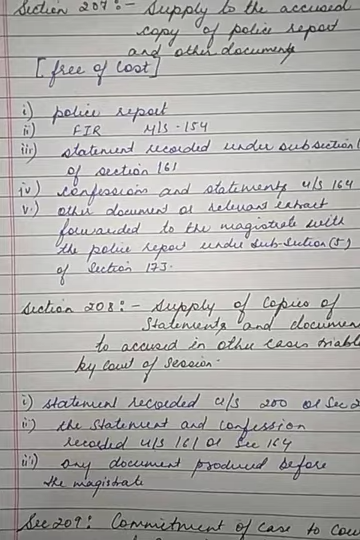 Section 207:- Supply to the accused
copy of police report
and other documents
[free of cost]
i) police report
ii) FIR U/S-154
iii) statement recorded under subsection
of section 161
iv) confessions and statements u/s 164
v.) other document or relevant extract
forwarded to the magistrate with
the police report under sub-section (5)
of section 173.
Section 208:- Supply of copies of
Statements and documen
to accused in other cases triable
by court of session.
i) statement recorded u/s 200 or Sec 2
ii) the statement and confession
recorded u/s 161 or Sec 164
iii) any document produced before
the magistrate
Sec 209: Commitment of case to cou